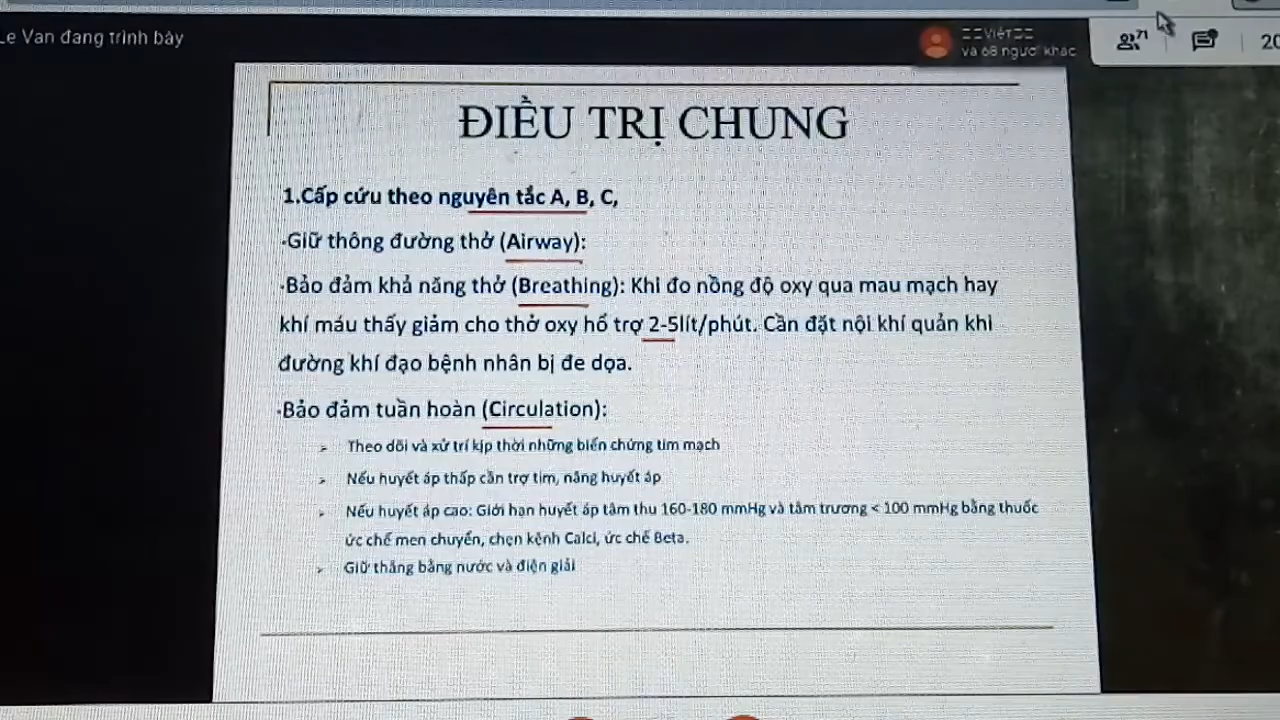 Le Van đang trình bày
Việt
và 68 người khác
71
20
ĐIỀU TRỊ CHUNG
1.Cấp cứu theo nguyên tắc A, B, C,
·Giữ thông đường thở (Airway):
·Bảo đảm khả năng thở (Breathing): Khi đo nồng độ oxy qua mau mạch hay
khí máu thấy giảm cho thở oxy hổ trợ 2-5lít/phút. Cần đặt nội khí quản khi
đường khí đạo bệnh nhân bị đe dọa.
·Bảo đảm tuần hoàn (Circulation):
➢ Theo dõi và xử trí kịp thời những biến chứng tim mạch
➢ Nếu huyết áp thấp cần trợ tim, nâng huyết áp
➢ Nếu huyết áp cao: Giới hạn huyết áp tâm thu 160-180 mmHg và tâm trương < 100 mmHg bằng thuốc
ức chế men chuyển, chẹn kênh Calci, ức chế Beta.
➢ Giữ thăng bằng nước và điện giải